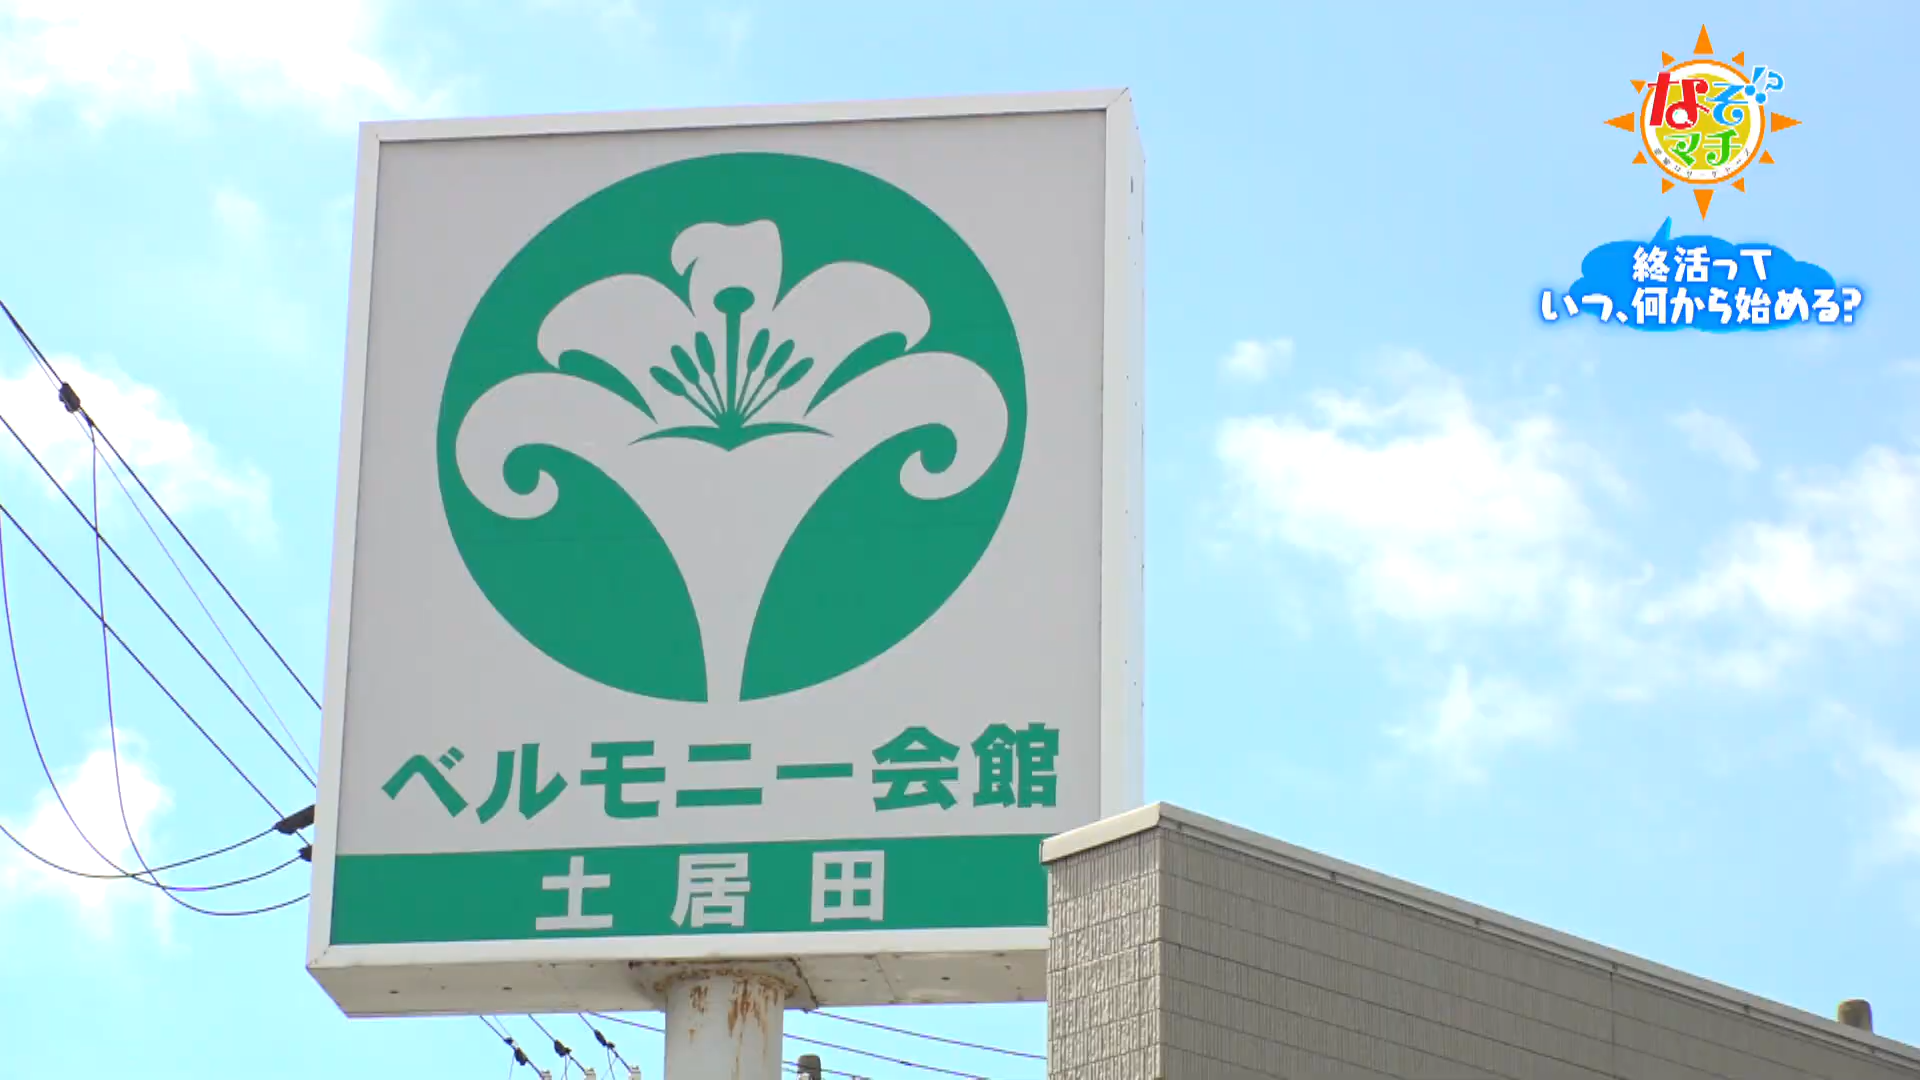 なぞ!?
マチ
終活って
いつ、何から始める?
ベルモニー会館
土居田